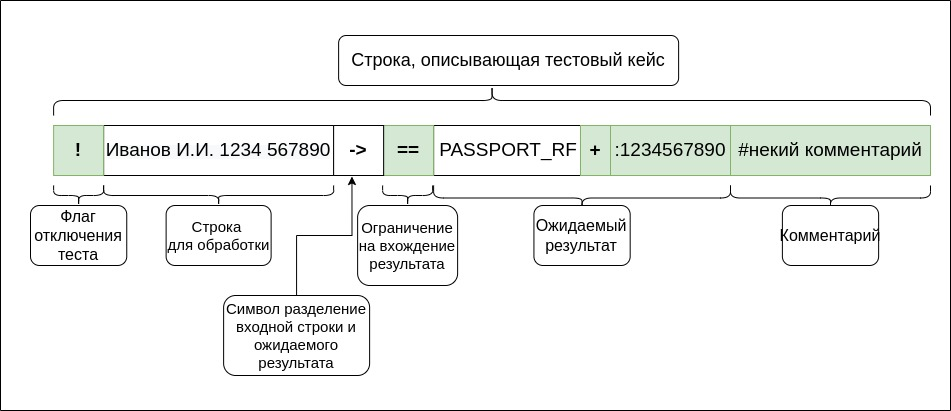 Строка, описывающая тестовый кейс
! Иванов И.И. 1234 567890 -> == PASSPORT_RF + :1234567890 #некий комментарий
Флаг
отключения
теста
Строка
для обработки
Ограничение
на вхождение
результата
Ожидаемый
результат
Комментарий
Символ разделение
входной строки и
ожидаемого
результата